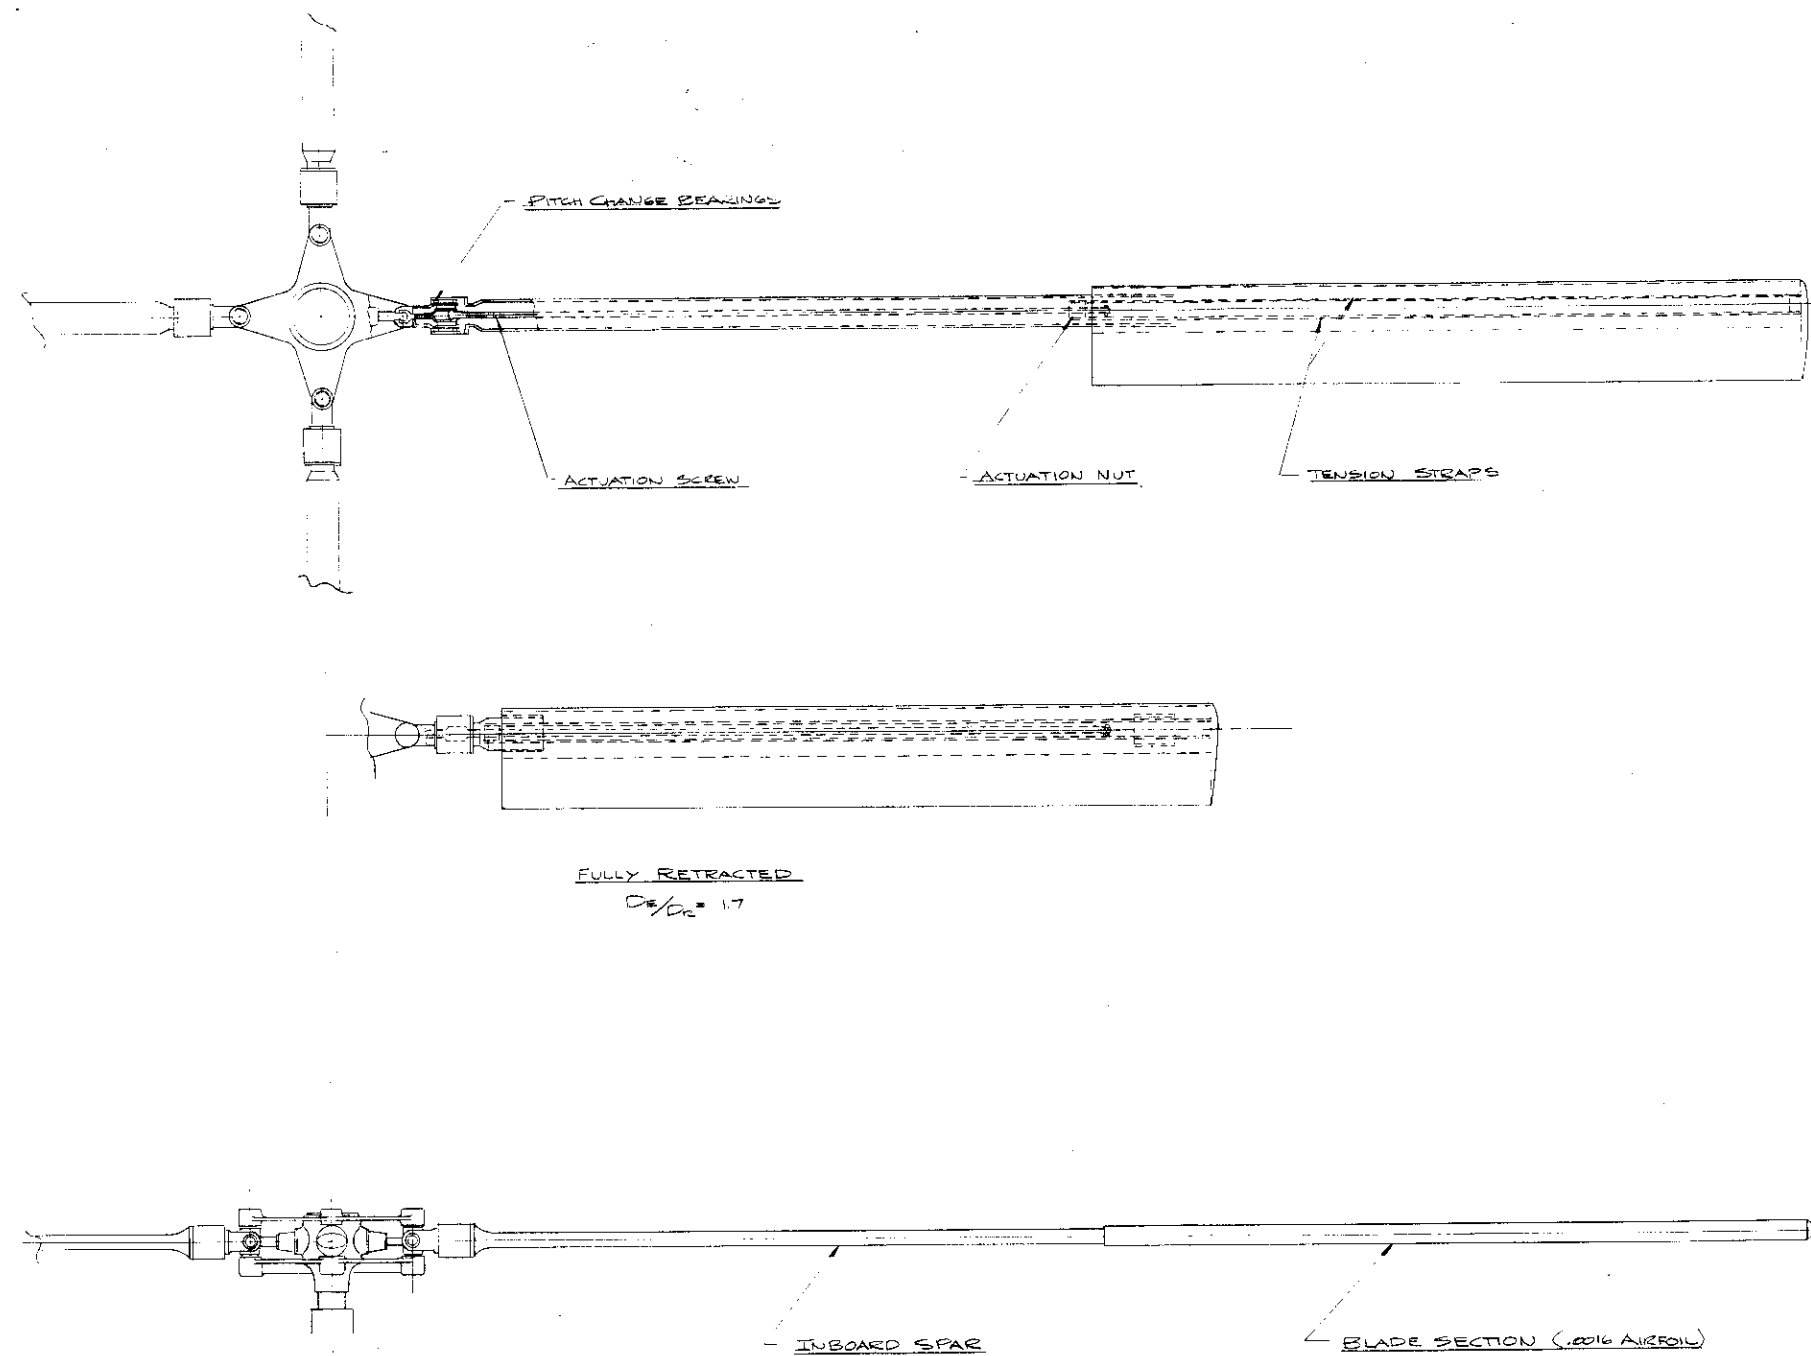 PITCH CHANGE BEARINGS
ACTUATION SCREW
ACTUATION NUT
TENSION STRAPS
FULLY RETRACTED
DE/DR = 1.7
INBOARD SPAR
BLADE SECTION (.0016 AIRFOIL)